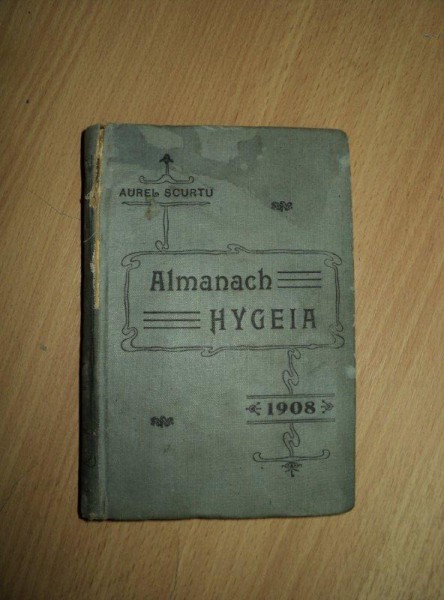 AUREL SCURTU
Almanach
HYGEIA
1908